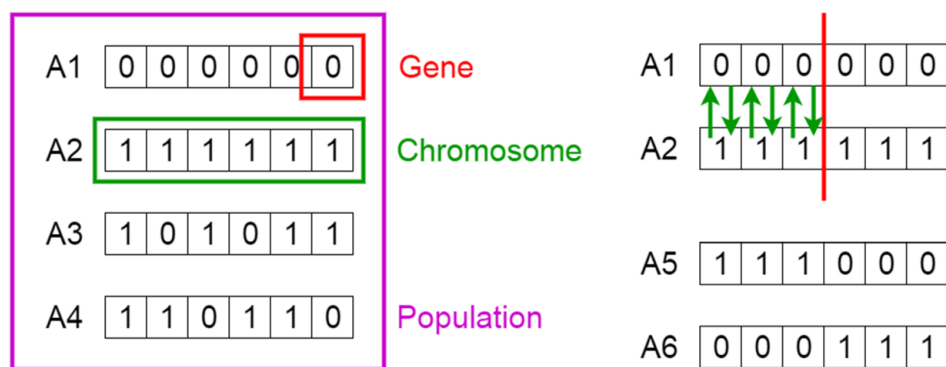 A1 0 0 0 0 0 0 Gene
A2 1 1 1 1 1 1 Chromosome
A3 1 0 1 0 1 1
A4 1 1 0 1 1 0 Population
A1 0 0 0 0 0 0
A2 1 1 1 1 1 1
A5 1 1 1 0 0 0
A6 0 0 0 1 1 1